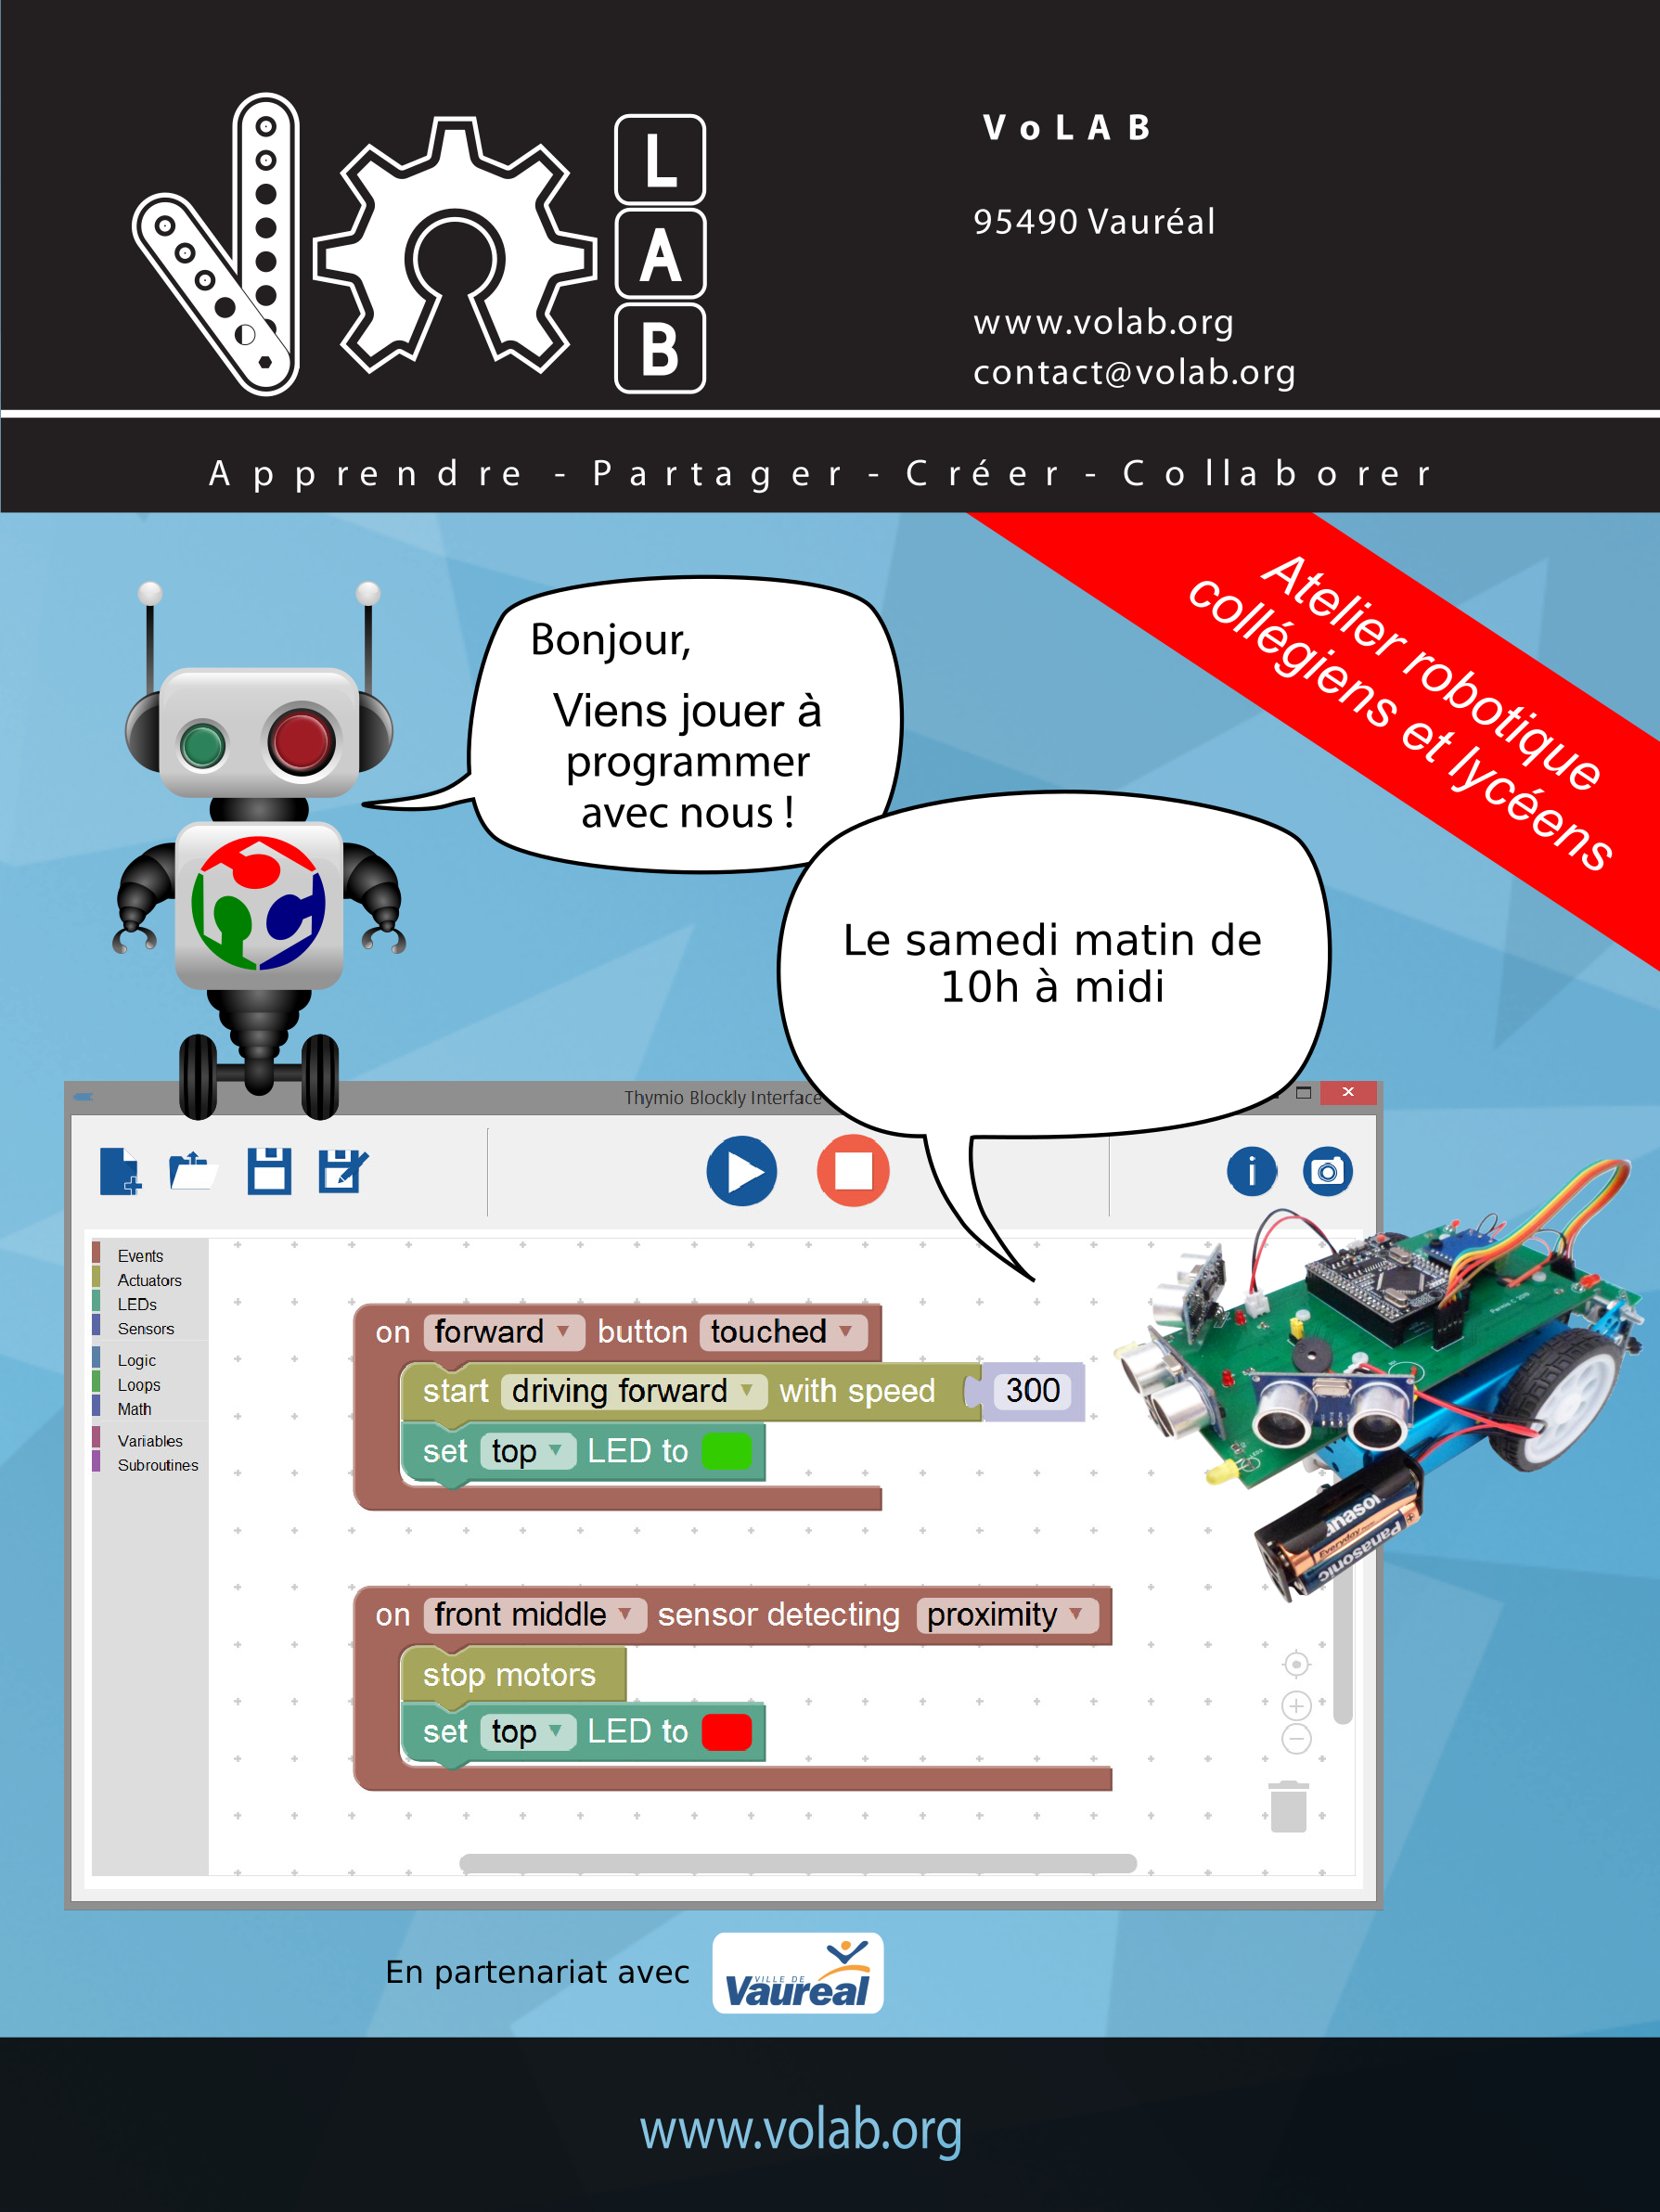 L
A
B
VoLAB
95490 Vauréal
www.volab.org
contact@volab.org
Apprendre - Partager - Créer - Collaborer
Atelier robotique
collégiens et lycéens
Bonjour,
Viens jouer à
programmer
avec nous !
Le samedi matin de
10h à midi
Thymio Blockly Interface
Events
Actuators
LEDs
Sensors
Logic
Loops
Math
Variables
Subroutines
on forward button touched
start driving forward with speed 300
set top LED to
on front middle sensor detecting proximity
stop motors
set top LED to
Panasonic
Everyday
En partenariat avec
VILLE DE
Vauréal
www.volab.org